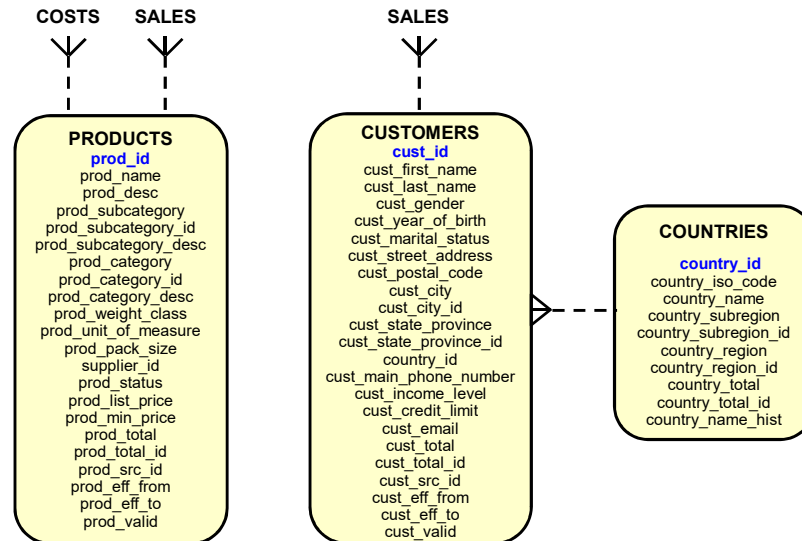 COSTS SALES
SALES
PRODUCTS
prod_id
prod_name
prod_desc
prod_subcategory
prod_subcategory_id
prod_subcategory_desc
prod_category
prod_category_id
prod_category_desc
prod_weight_class
prod_unit_of_measure
prod_pack_size
supplier_id
prod_status
prod_list_price
prod_min_price
prod_total
prod_total_id
prod_src_id
prod_eff_from
prod_eff_to
prod_valid
CUSTOMERS
cust_id
cust_first_name
cust_last_name
cust_gender
cust_year_of_birth
cust_marital_status
cust_street_address
cust_postal_code
cust_city
cust_city_id
cust_state_province
cust_state_province_id
country_id
cust_main_phone_number
cust_income_level
cust_credit_limit
cust_email
cust_total
cust_total_id
cust_src_id
cust_eff_from
cust_eff_to
cust_valid
COUNTRIES
country_id
country_iso_code
country_name
country_subregion
country_subregion_id
country_region
country_region_id
country_total
country_total_id
country_name_hist